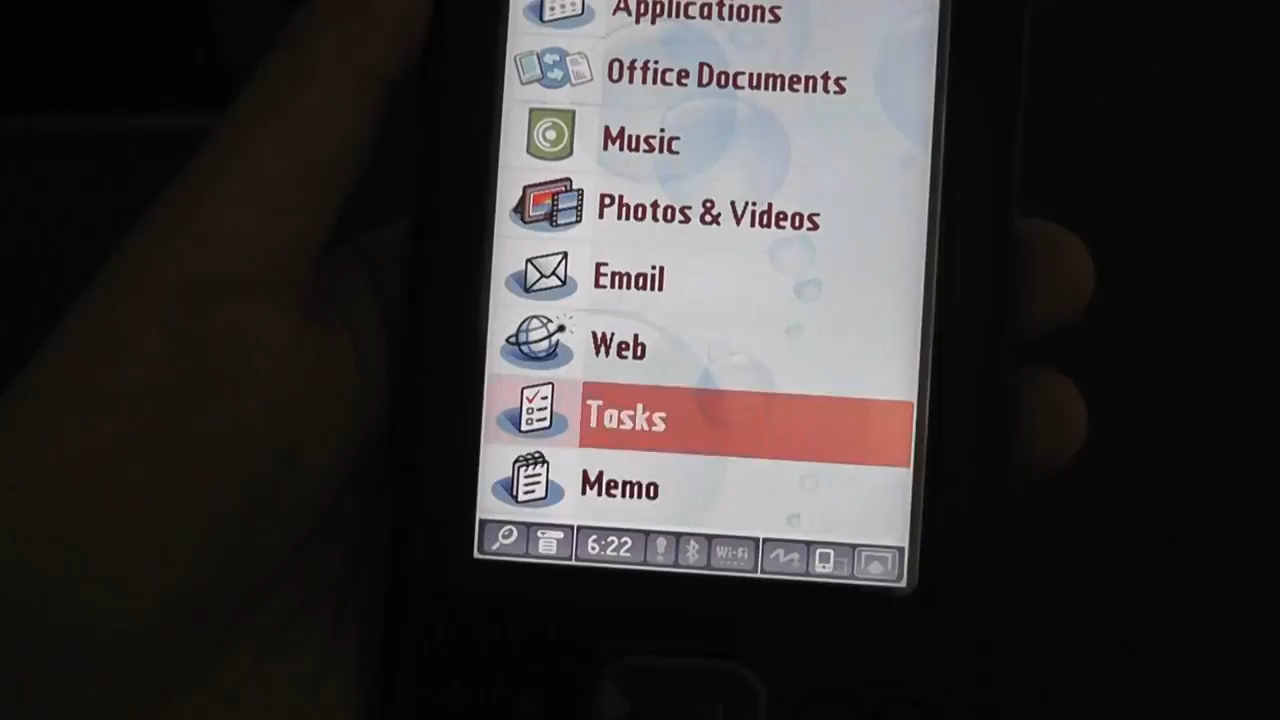 Applications
Office Documents
Music
Photos & Videos
Email
Web
Tasks
Memo
6:22 Wi-Fi